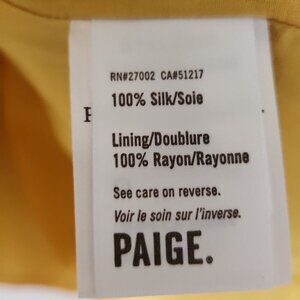 RN#27002 CA#51217
100% Silk/Soie
Lining/Doublure
100% Rayon/Rayonne
See care on reverse.
Voir le soin sur l'inverse.
PAIGE.